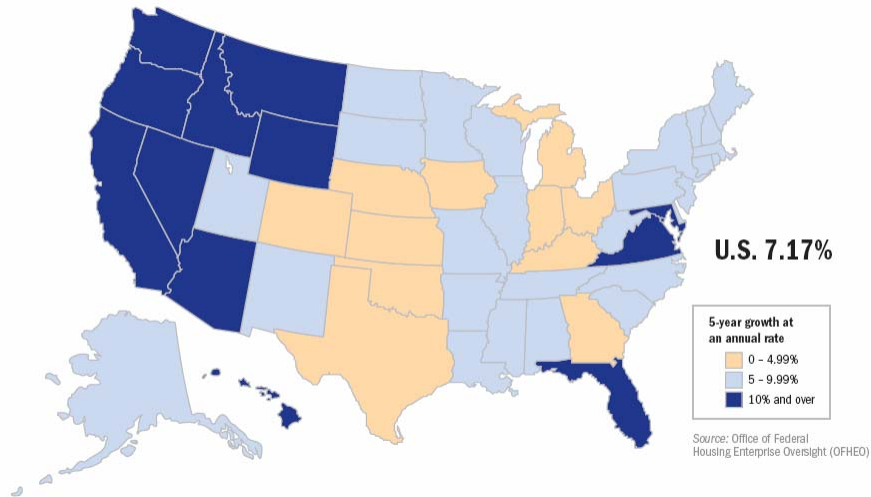 U.S. 7.17%
5-year growth at
an annual rate
0 – 4.99%
5 – 9.99%
10% and over
Source: Office of Federal
Housing Enterprise Oversight (OFHEO)